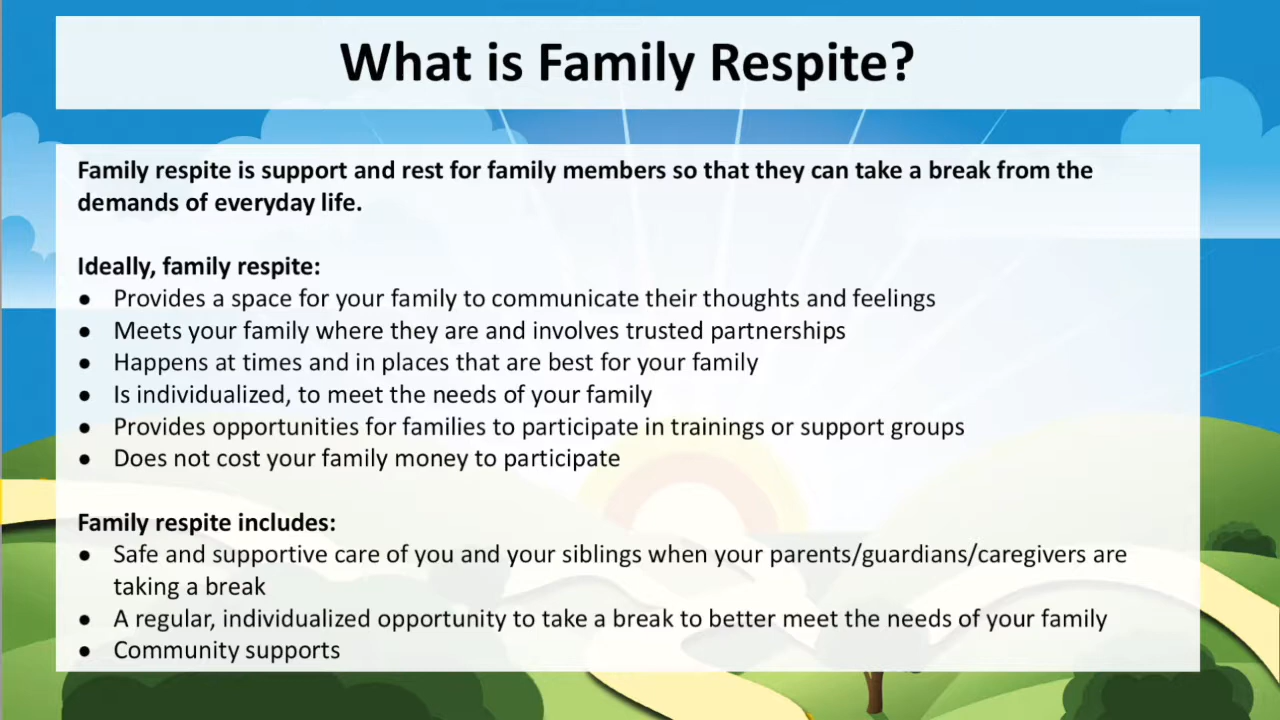 What is Family Respite?
Family respite is support and rest for family members so that they can take a break from the
demands of everyday life.
Ideally, family respite:
● Provides a space for your family to communicate their thoughts and feelings
● Meets your family where they are and involves trusted partnerships
● Happens at times and in places that are best for your family
● Is individualized, to meet the needs of your family
● Provides opportunities for families to participate in trainings or support groups
● Does not cost your family money to participate
Family respite includes:
● Safe and supportive care of you and your siblings when your parents/guardians/caregivers are
taking a break
● A regular, individualized opportunity to take a break to better meet the needs of your family
● Community supports